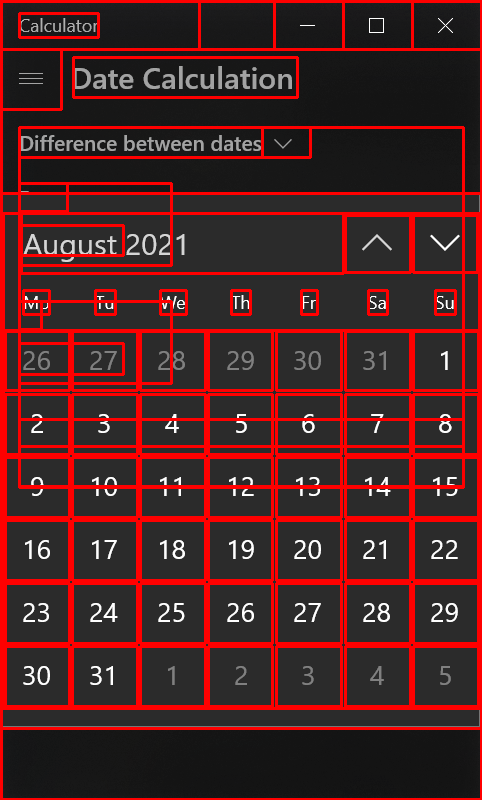 Calculator
Date Calculation
Difference between dates
August 2021
Mo Tu We Th Fr Sa Su
26 27 28 29 30 31 1
2 3 4 5 6 7 8
9 10 11 12 13 14 15
16 17 18 19 20 21 22
23 24 25 26 27 28 29
30 31 1 2 3 4 5